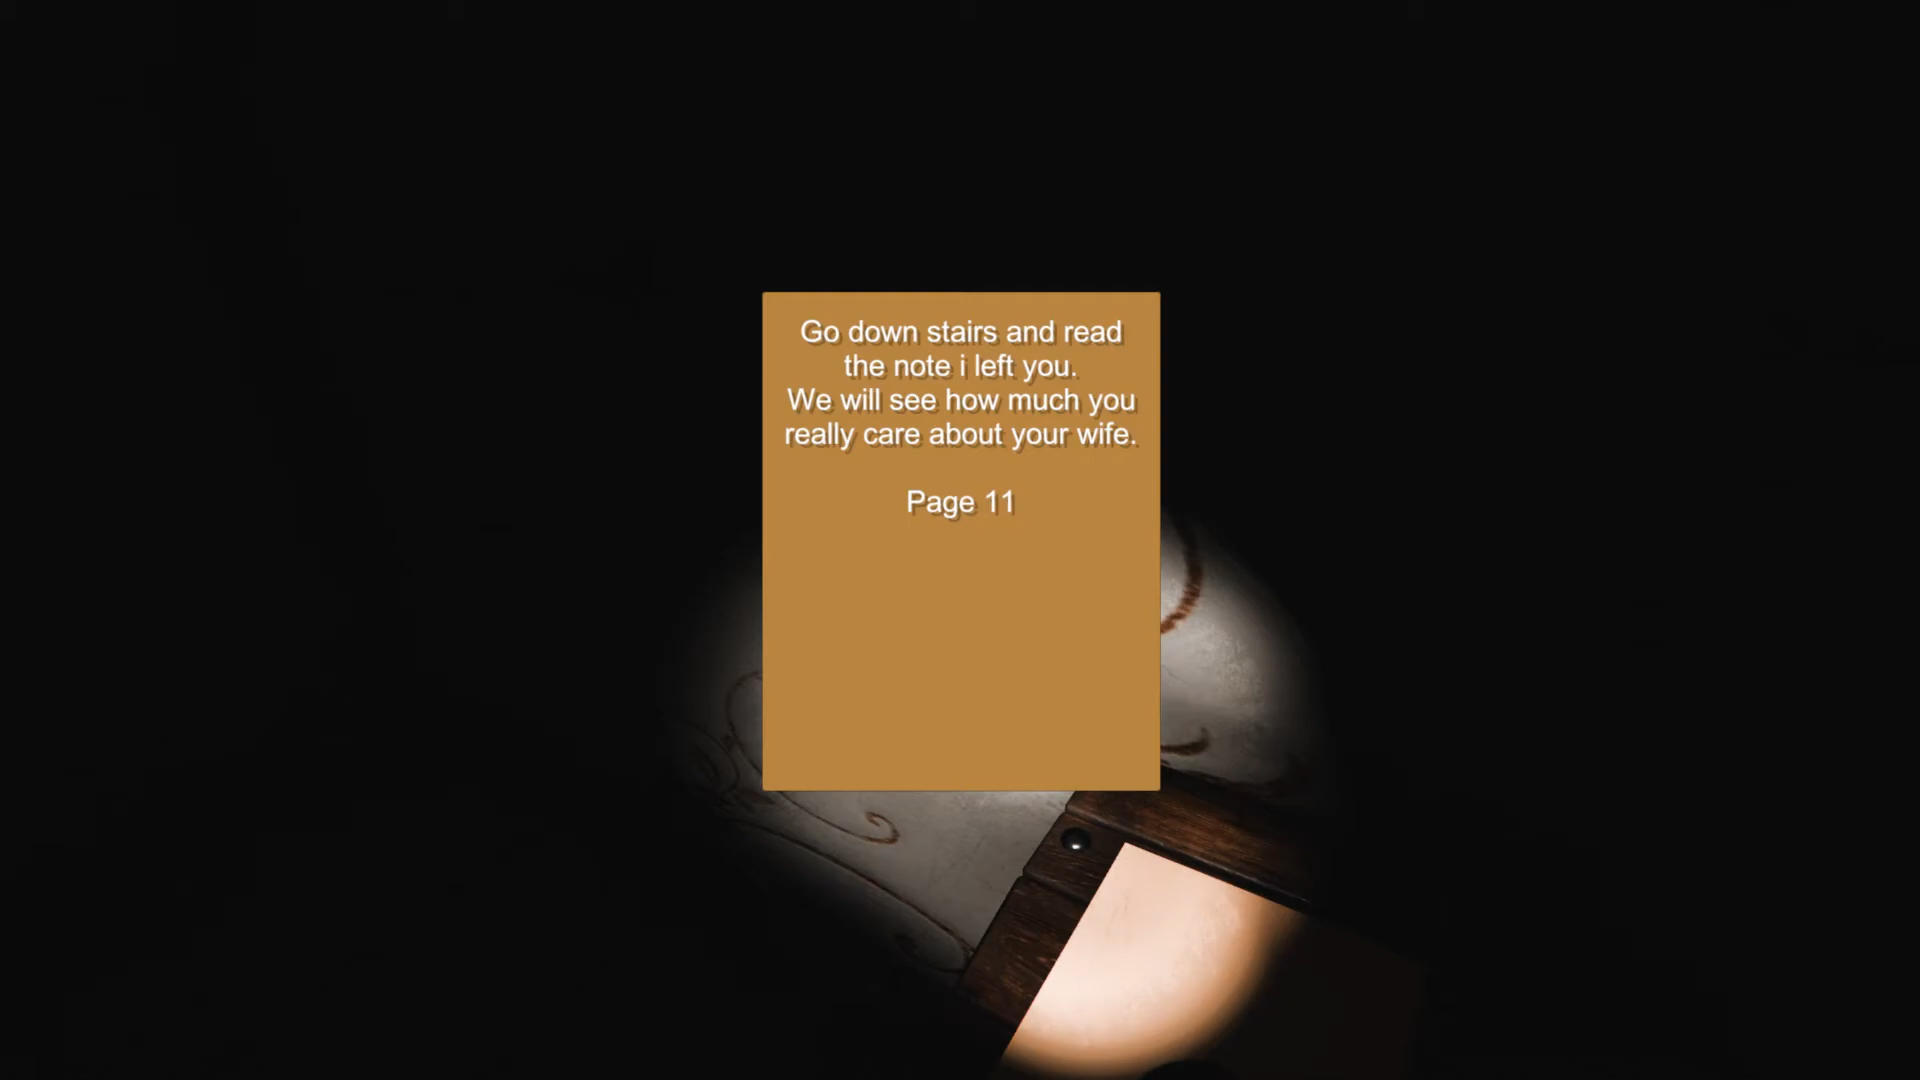 Go down stairs and read
the note i left you.
We will see how much you
really care about your wife.
Page 11